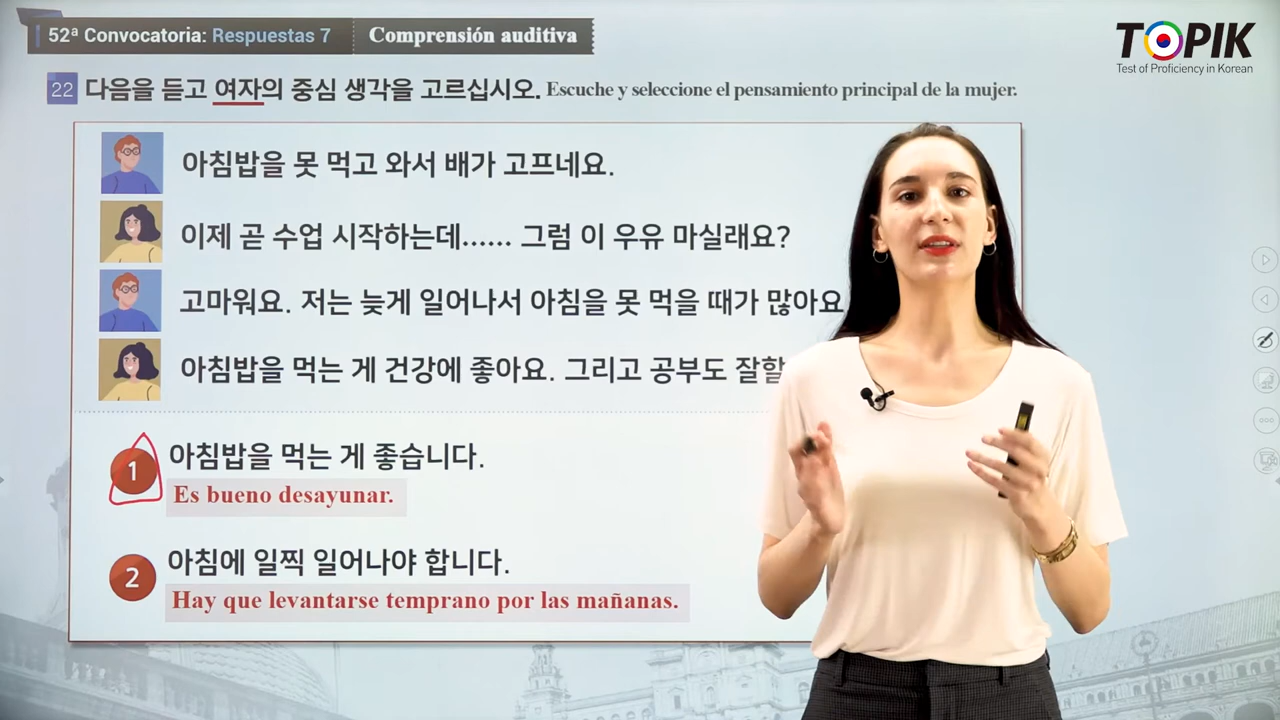 52ª Convocatoria: Respuestas 7 Comprensión auditiva
TOPIK
Test of Proficiency in Korean
22 다음을 듣고 여자의 중심 생각을 고르십시오. Escuche y seleccione el pensamiento principal de la mujer.
아침밥을 못 먹고 와서 배가 고프네요.
이제 곧 수업 시작하는데...... 그럼 이 우유 마실래요?
고마워요. 저는 늦게 일어나서 아침을 못 먹을 때가 많아요
아침밥을 먹는 게 건강에 좋아요. 그리고 공부도 잘할
1 아침밥을 먹는 게 좋습니다.
Es bueno desayunar.
2 아침에 일찍 일어나야 합니다.
Hay que levantarse temprano por las mañanas.